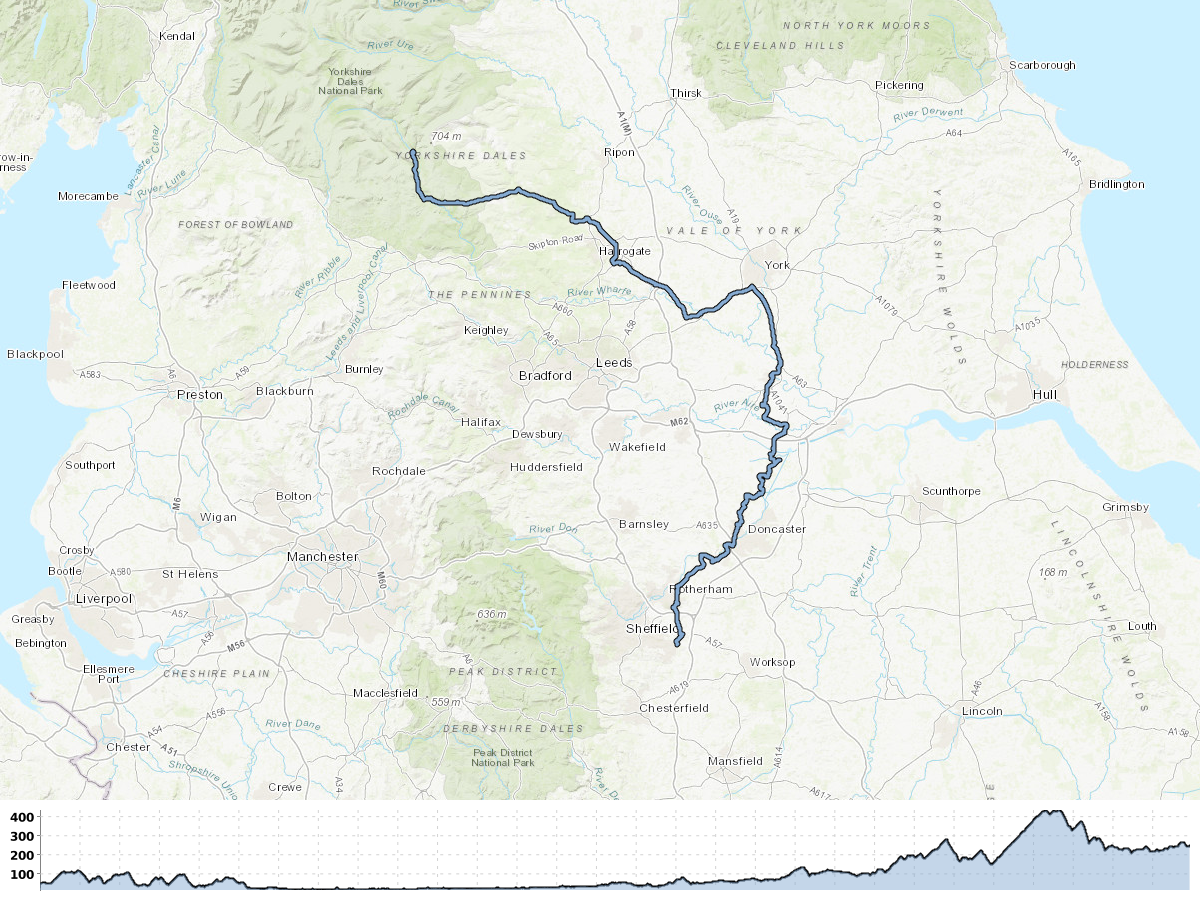 River Sw
NORTH YORK MOORS
Kendal
River Ure
CLEVELAND HILLS
Scarborough
Yorkshire
Dales
National Park
Pickering
Thirsk
River Derwent
A1(M)
A64
704 m
Ripon
YORKSHIRE DALES
A165
row-in-
rness
Lancaster Canal
River Lune
Bridlington
Morecambe
River Ouse
A19
FOREST OF BOWLAND
VALE OF YORK
YORKSHIRE WOLDS
Skipton Road
Harrogate
York
River Ribble
Leeds and Liverpool Canal
Fleetwood
THE PENNINES
River Wharfe
A660
A1079
Keighley
A58
A1035
A65
Blackpool
Leeds
HOLDERNESS
Burnley
Bradford
A583
A6
A59
A63
Preston
Blackburn
Hull
Rochdale Canal
River Aire
A1041
Halifax
M62
Dewsbury
Wakefield
Southport
Rochdale
Huddersfield
Bolton
Scunthorpe
M6
Grimsby
Wigan
River Don
Barnsley
A635
Doncaster
Crosby
Manchester
LINCOLNSHIRE WOLDS
Bootle
A580
St Helens
M60
River Trent
168 m
Rotherham
Liverpool
A57
636 m
Greasby
A56
Sheffield
Louth
Bebington
M56
A57
Ellesmere
Port
CHESHIRE PLAIN
A6
PEAK DISTRICT
Worksop
A619
A46
Macclesfield
559 m
Chesterfield
Lincoln
A556
A158
River Dane
A54
DERBYSHIRE DALES
A158
Chester
A51
Peak District
National Park
A614
Mansfield
Shropshire Unio
A34
Crewe
River De
A617
400
300
200
100